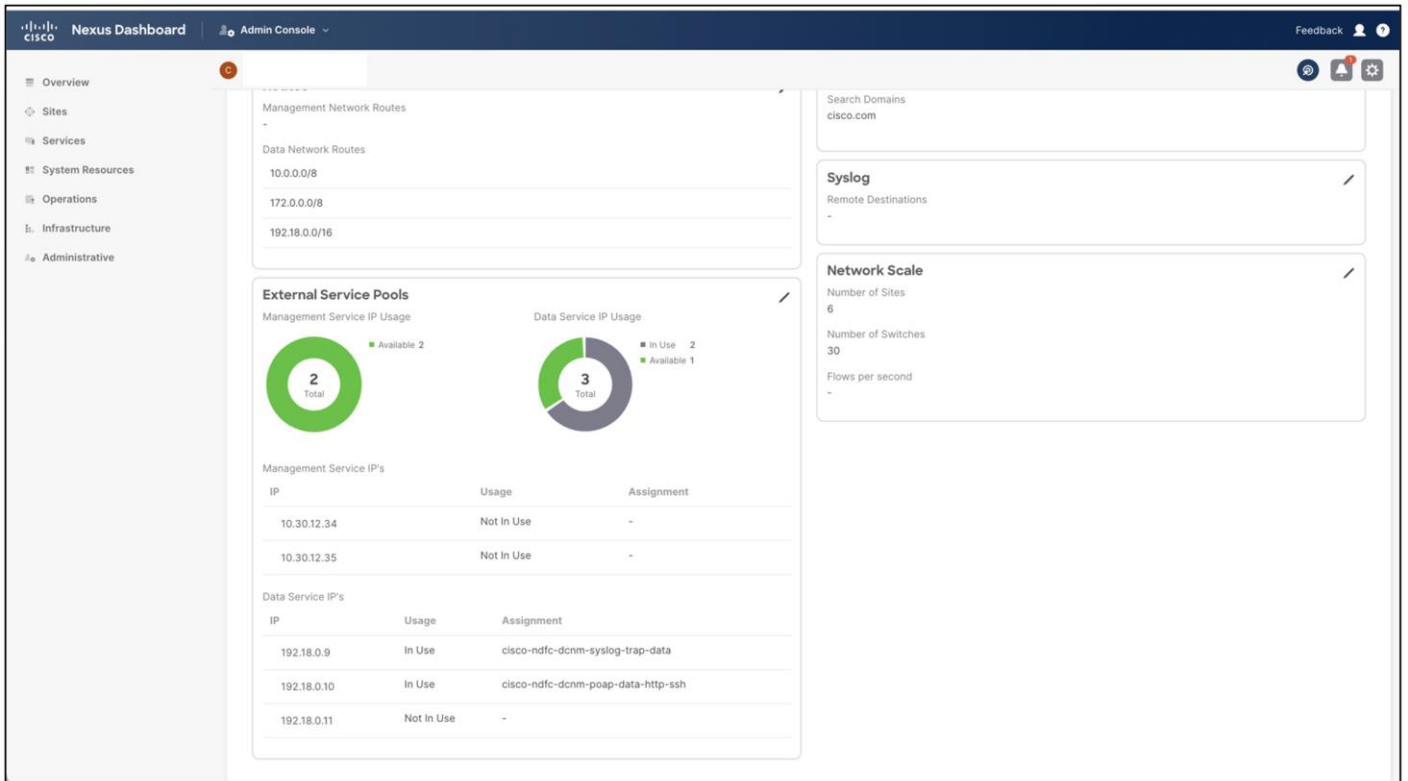 cisco Nexus Dashboard Admin Console Feedback ?
Overview
Sites
Services
System Resources
Operations
Infrastructure
Administrative
C
1
Management Network Routes
-
Data Network Routes
10.0.0.0/8
172.0.0.0/8
192.18.0.0/16
External Service Pools
Management Service IP Usage
2
Total
Available 2
Data Service IP Usage
3
Total
In Use 2
Available 1
Management Service IP's
IP Usage Assignment
10.30.12.34 Not In Use -
10.30.12.35 Not In Use -
Data Service IP's
IP Usage Assignment
192.18.0.9 In Use cisco-ndfc-dcnm-syslog-trap-data
192.18.0.10 In Use cisco-ndfc-dcnm-poap-data-http-ssh
192.18.0.11 Not In Use -
Search Domains
cisco.com
Syslog
Remote Destinations
-
Network Scale
Number of Sites
6
Number of Switches
30
Flows per second
-